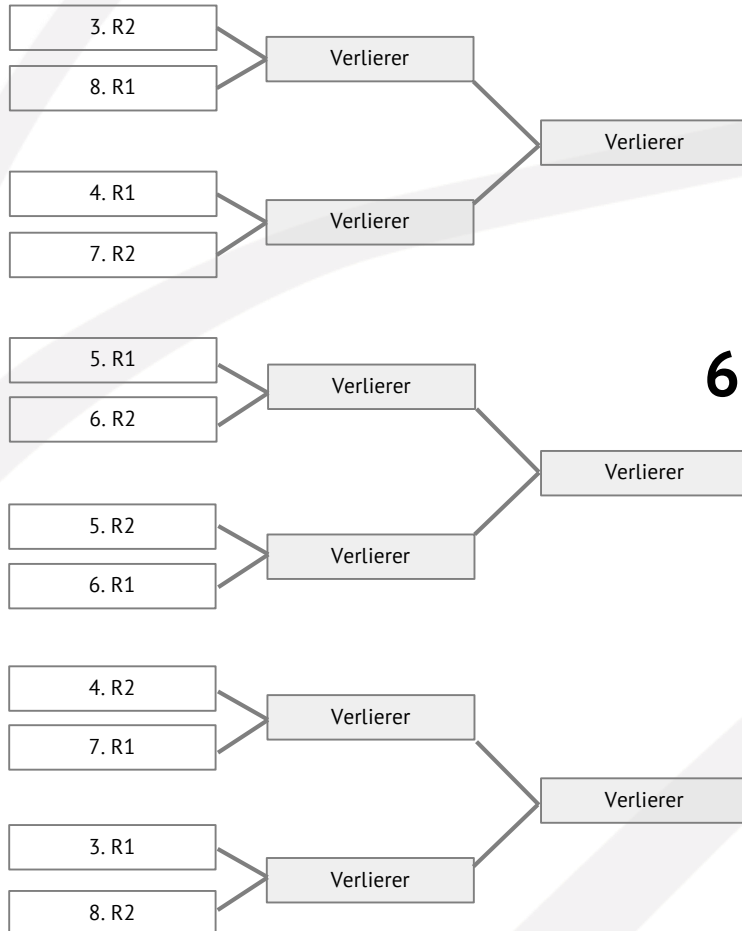 3. R2
Verlierer
8. R1
Verlierer
4. R1
Verlierer
7. R2
5. R1
6
Verlierer
6. R2
Verlierer
5. R2
Verlierer
6. R1
4. R2
Verlierer
7. R1
Verlierer
3. R1
Verlierer
8. R2